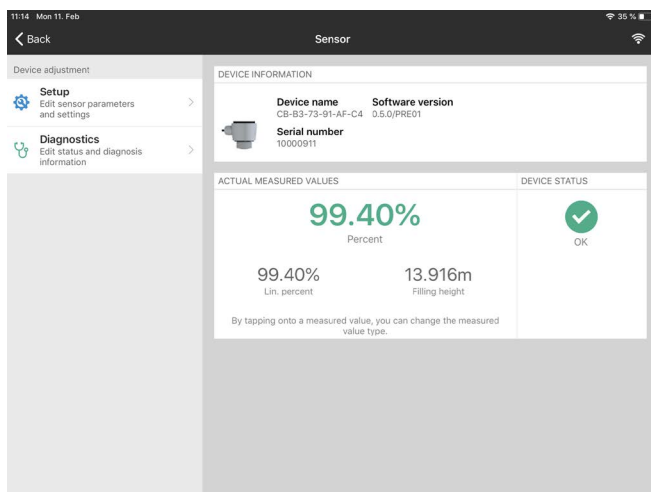 11:14 Mon 11. Feb
35 %
Back
Sensor
Device adjustment
Setup
Edit sensor parameters
and settings
Diagnostics
Edit status and diagnosis
information
DEVICE INFORMATION
Device name
CB-B3-73-91-AF-C4
Software version
0.5.0/PRE01
Serial number
10000911
ACTUAL MEASURED VALUES
99.40%
Percent
99.40%
Lin. percent
13.916m
Filling height
By tapping onto a measured value, you can change the measured
value type.
DEVICE STATUS
OK